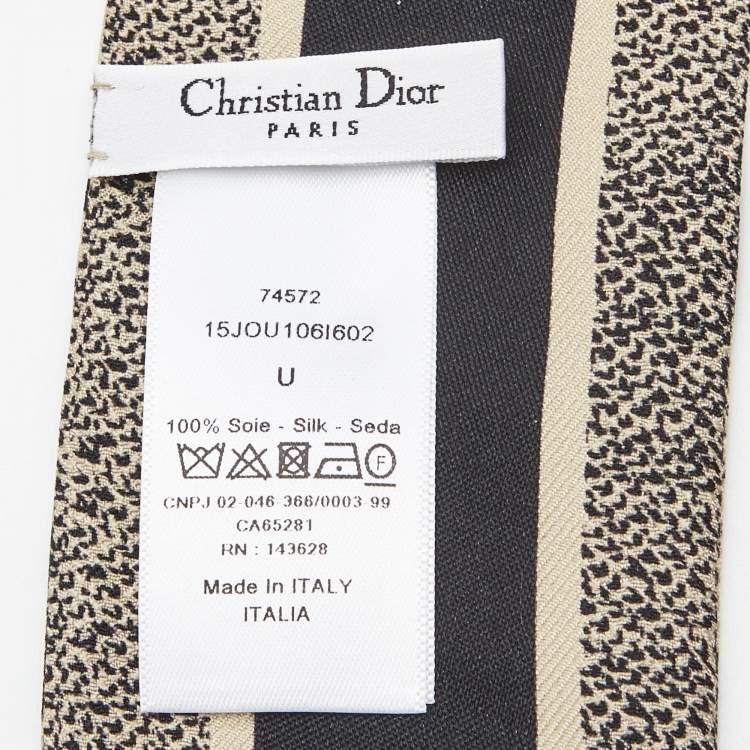 Christian Dior
PARIS
74572
15JOU106I602
U
100% Soie - Silk - Seda
F
CNPJ 02-046-366/0003-99
CA65281
RN : 143628
Made In ITALY
ITALIA